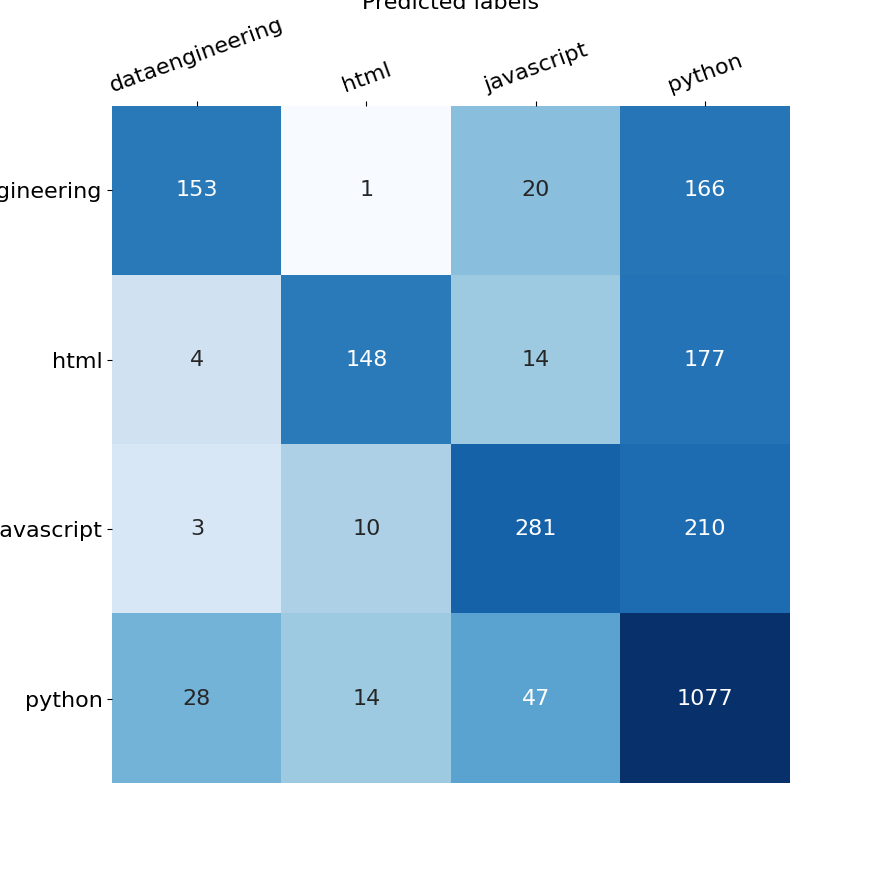 Predicted labels
dataengineering html javascript python
gineering 153 1 20 166
html 4 148 14 177
avascript 3 10 281 210
python 28 14 47 1077